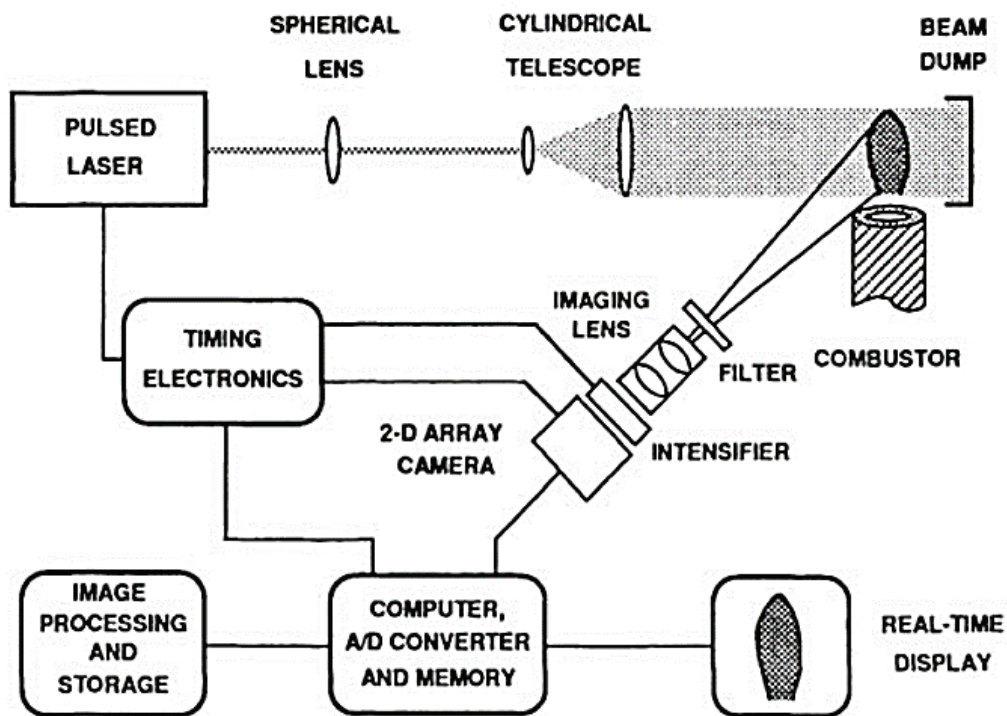 SPHERICAL
LENS
CYLINDRICAL
TELESCOPE
BEAM
DUMP
PULSED
LASER
IMAGING
LENS
TIMING
ELECTRONICS
FILTER
COMBUSTOR
2-D ARRAY
CAMERA
INTENSIFIER
IMAGE
PROCESSING
AND
STORAGE
COMPUTER,
A/D CONVERTER
AND MEMORY
REAL-TIME
DISPLAY